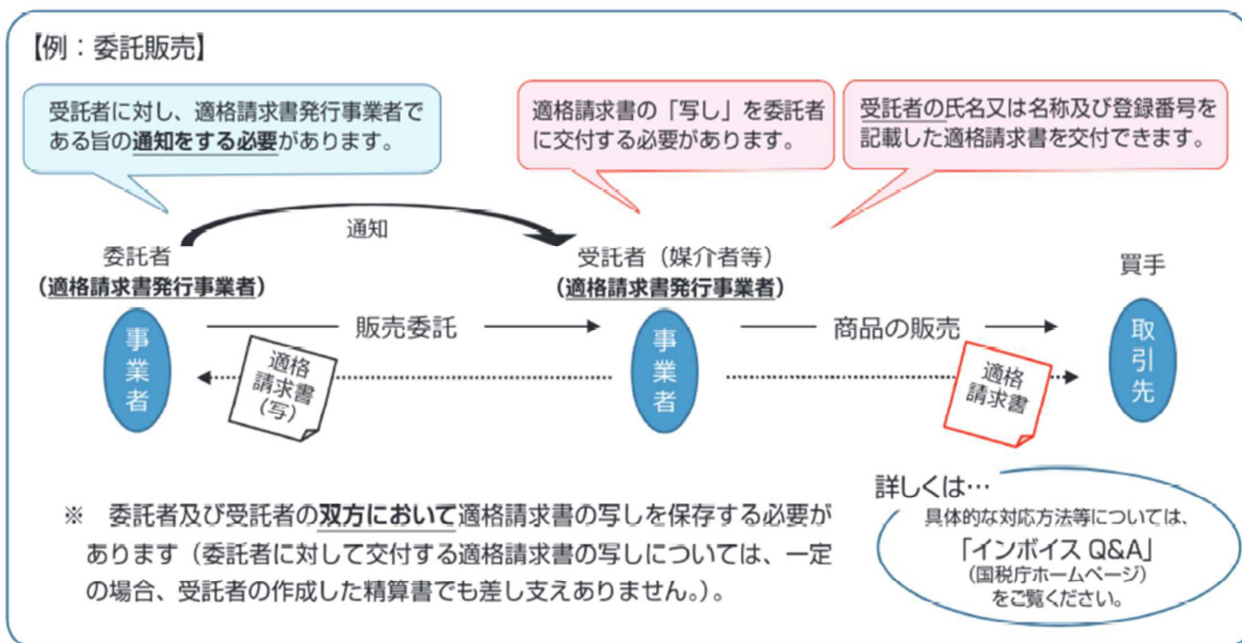 【例:委託販売】
受託者に対し、適格請求書発行事業者で
ある旨の通知をする必要があります。
適格請求書の「写し」を委託者
に交付する必要があります。
受託者の氏名又は名称及び登録番号を
記載した適格請求書を交付できます。
通知
委託者
(適格請求書発行事業者)
受託者(媒介者等)
(適格請求書発行事業者)
買手
事業者
販売委託
事業者
商品の販売
取引先
適格
請求書
(写)
適格
請求書
※ 委託者及び受託者の双方において適格請求書の写しを保存する必要が
あります(委託者に対して交付する適格請求書の写しについては、一定
の場合、受託者の作成した精算書でも差し支えありません。)。
詳しくは…
具体的な対応方法等については、
「インボイス Q&A」
(国税庁ホームページ)
をご覧ください。